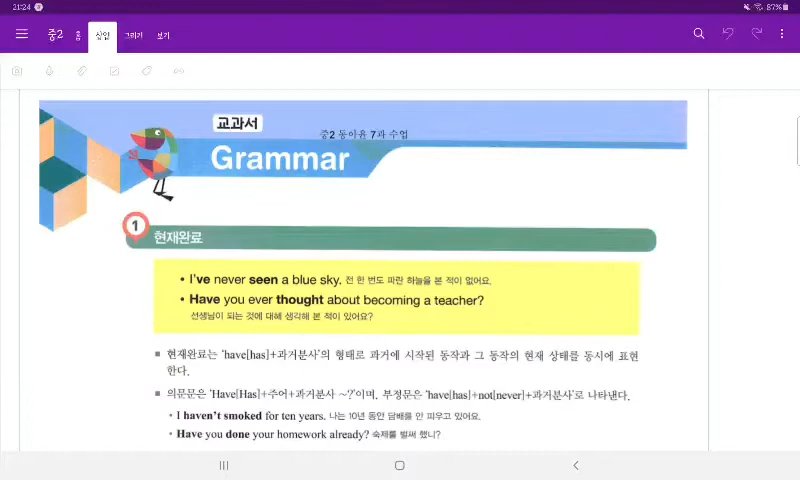 21:24
87%
중2 홈 삽입 그리기 보기
교과서
중2 동아윤 7과 수업
Grammar
1 현재완료
• I've never seen a blue sky. 전 한 번도 파란 하늘을 본 적이 없어요.
• Have you ever thought about becoming a teacher?
선생님이 되는 것에 대해 생각해 본 적이 있어요?
■ 현재완료는 'have[has]+과거분사'의 형태로 과거에 시작된 동작과 그 동작의 현재 상태를 동시에 표현
한다.
■ 의문문은 'Have[Has]+주어+과거분사 ~?'이며, 부정문은 'have[has]+not[never]+과거분사'로 나타낸다.
• I haven't smoked for ten years. 나는 10년 동안 담배를 안 피우고 있어요.
• Have you done your homework already? 숙제를 벌써 했니?